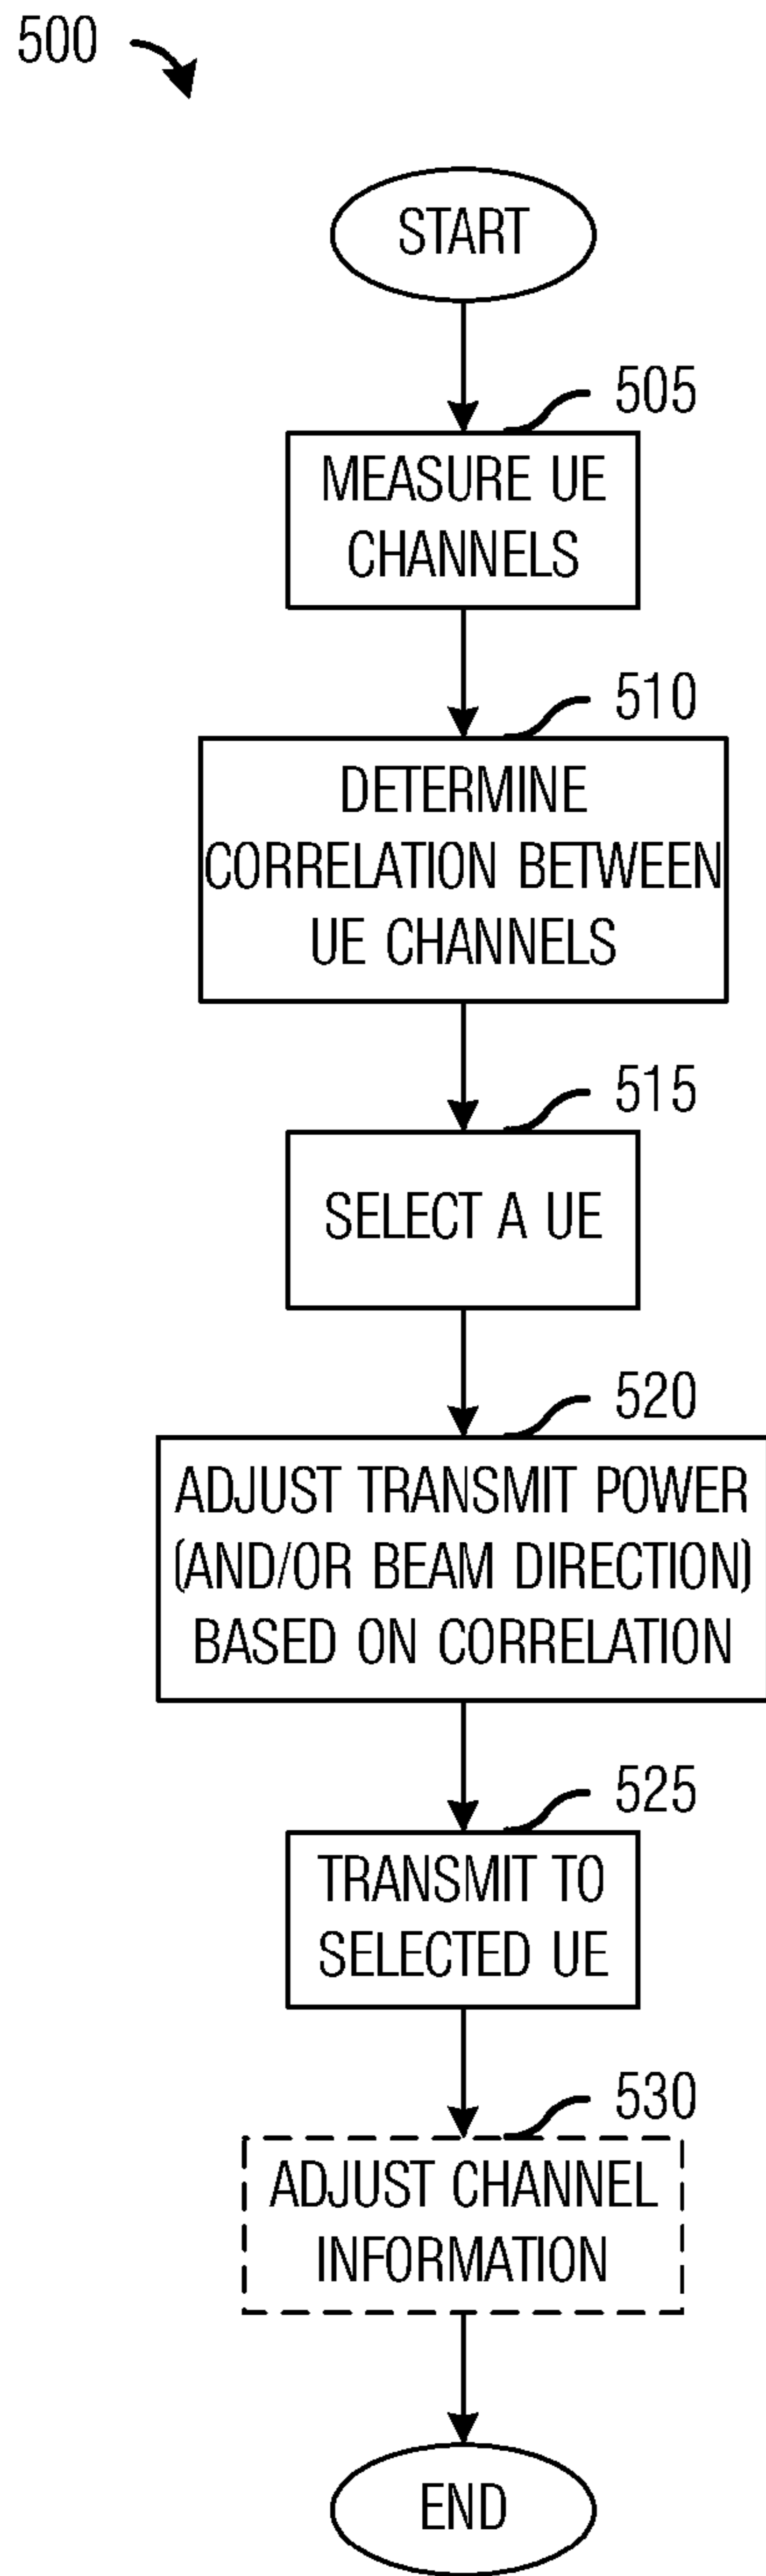 500
START
505
MEASURE UE
CHANNELS
510
DETERMINE
CORRELATION BETWEEN
UE CHANNELS
515
SELECT A UE
520
ADJUST TRANSMIT POWER
(AND/OR BEAM DIRECTION)
BASED ON CORRELATION
525
TRANSMIT TO
SELECTED UE
530
ADJUST CHANNEL
INFORMATION
END